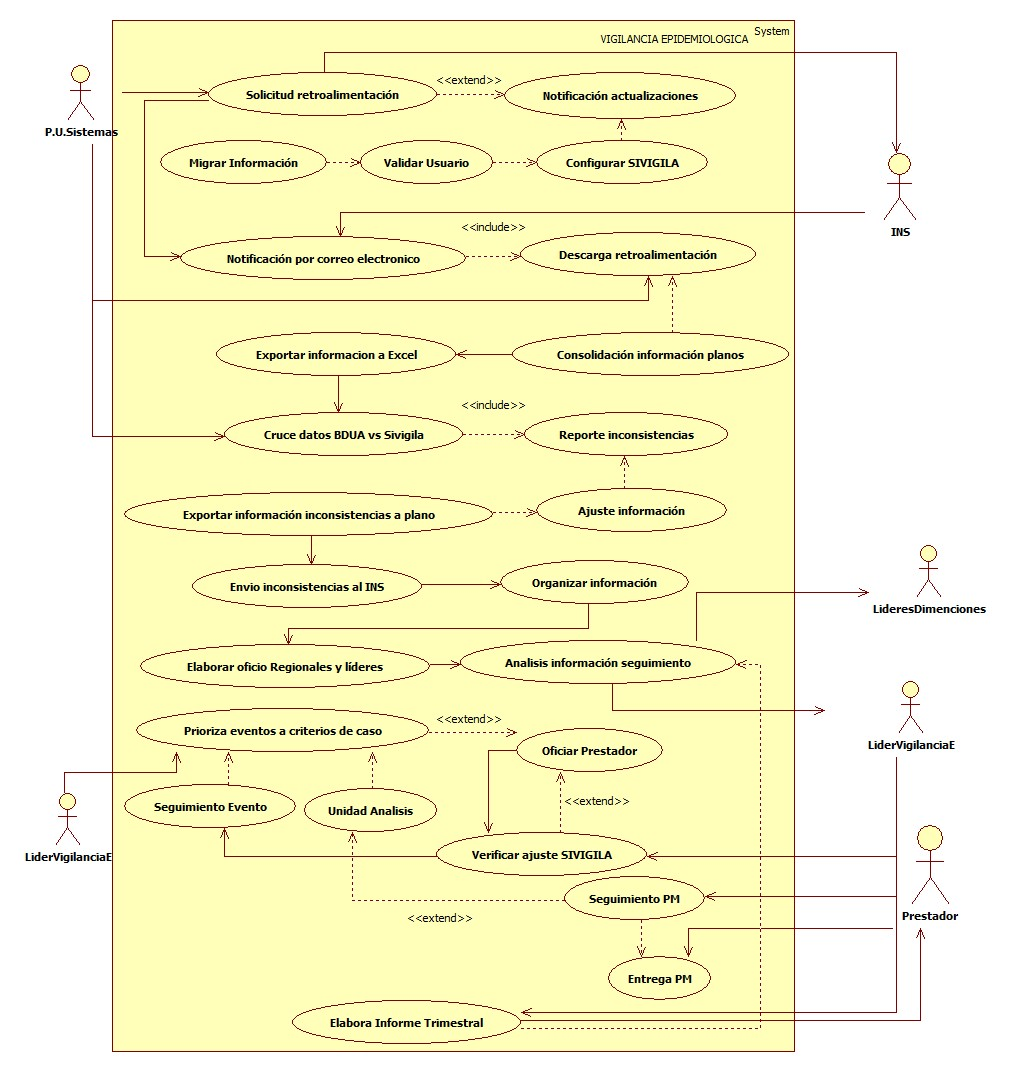 System
VIGILANCIA EPIDEMIOLOGICA
<<extend>>
Solicitud retroalimentación
Notificación actualizaciones
P.U.Sistemas
Migrar Información
Validar Usuario
Configurar SIVIGILA
INS
<<include>>
Notificación por correo electronico
Descarga retroalimentación
Exportar informacion a Excel
Consolidación información planos
<<include>>
Cruce datos BDUA vs Sivigila
Reporte inconsistencias
Exportar información inconsistencias a plano
Ajuste información
Envio inconsistencias al INS
Organizar información
LideresDimenciones
Elaborar oficio Regionales y líderes
Analisis información seguimiento
<<extend>>
Prioriza eventos a criterios de caso
Oficiar Prestador
LiderVigilanciaE
<<extend>>
Seguimiento Evento
Unidad Analisis
LiderVigilanciaE
Verificar ajuste SIVIGILA
Seguimiento PM
<<extend>>
Prestador
Entrega PM
Elabora Informe Trimestral